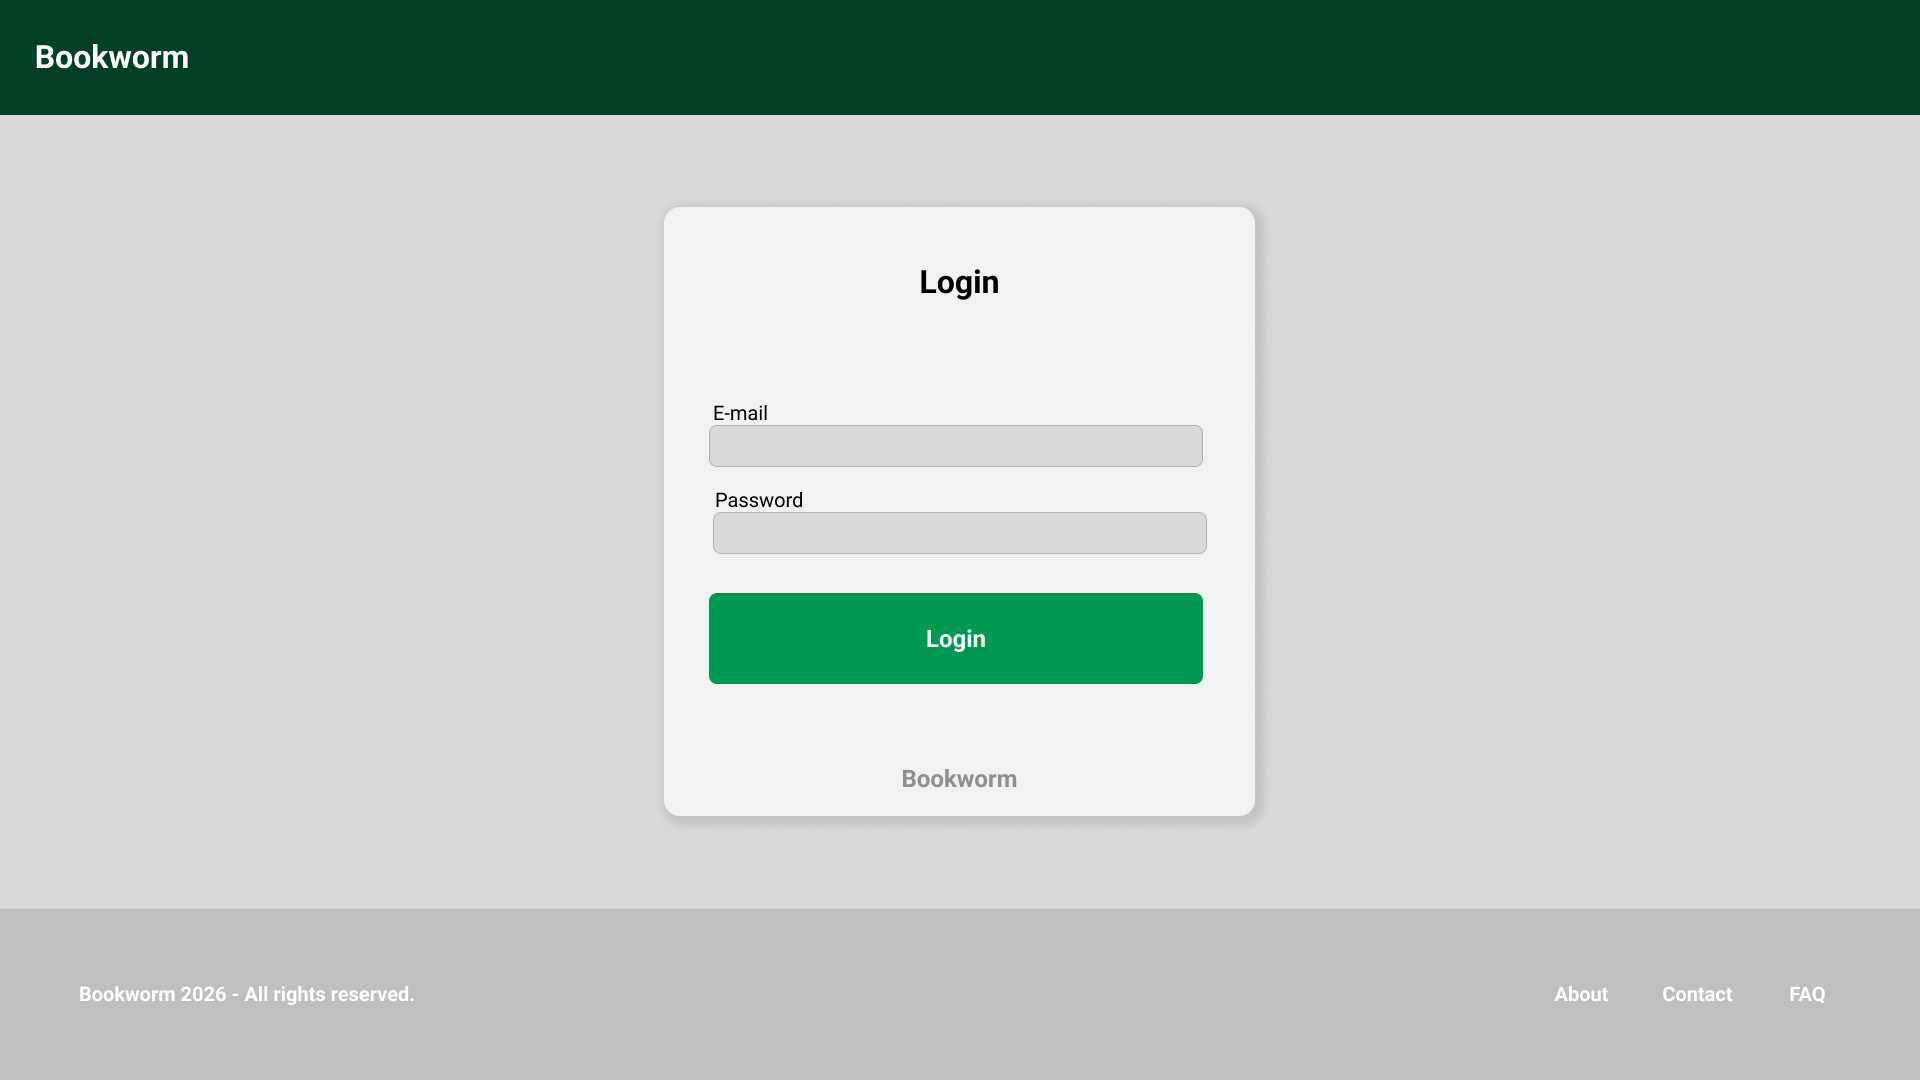 Bookworm
Login
E-mail
Password
Login
Bookworm
Bookworm 2026 - All rights reserved.
About
Contact
FAQ